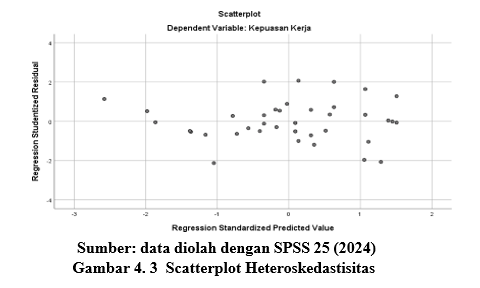 Scatterplot
Dependent Variable: Kepuasan Kerja
Regression Studentized Residual
4
2
0
-2
-4
-3
-2
-1
0
1
2
Regression Standardized Predicted Value
Sumber: data diolah dengan SPSS 25 (2024)
Gambar 4. 3 Scatterplot Heteroskedastisitas